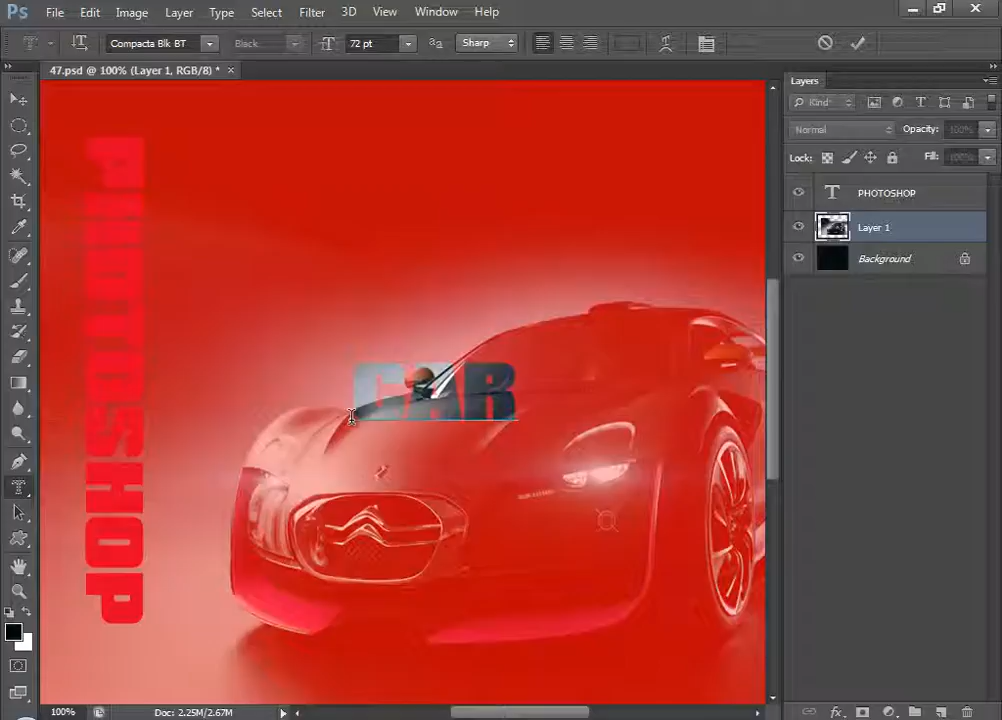 Ps File Edit Image Layer Type Select Filter 3D View Window Help
Compacta Blk BT Black 72 pt Sharp
47.psd @ 100% (Layer 1, RGB/8) *
Layers
Kind
Normal Opacity: 100%
Lock: Fill: 100%
PHOTOSHOP
Layer 1
Background
PHOTOSHOP
CAR
100% Doc: 2.25M/2.67M